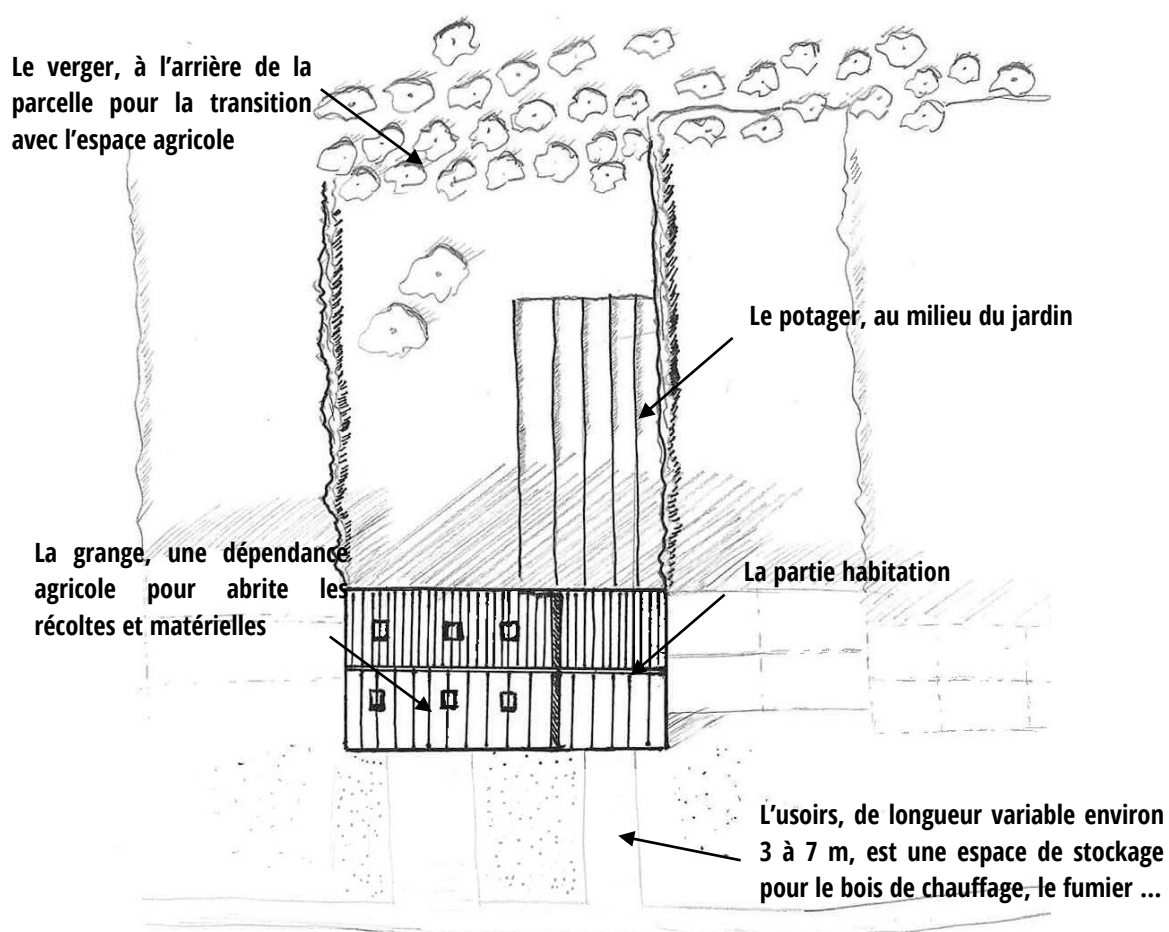 Le verger, à l’arrière de la
parcelle pour la transition
avec l’espace agricole
Le potager, au milieu du jardin
La grange, une dépendance
agricole pour abrite les
récoltes et matérielles
La partie habitation
L’usoirs, de longueur variable environ
3 à 7 m, est une espace de stockage
pour le bois de chauffage, le fumier ...